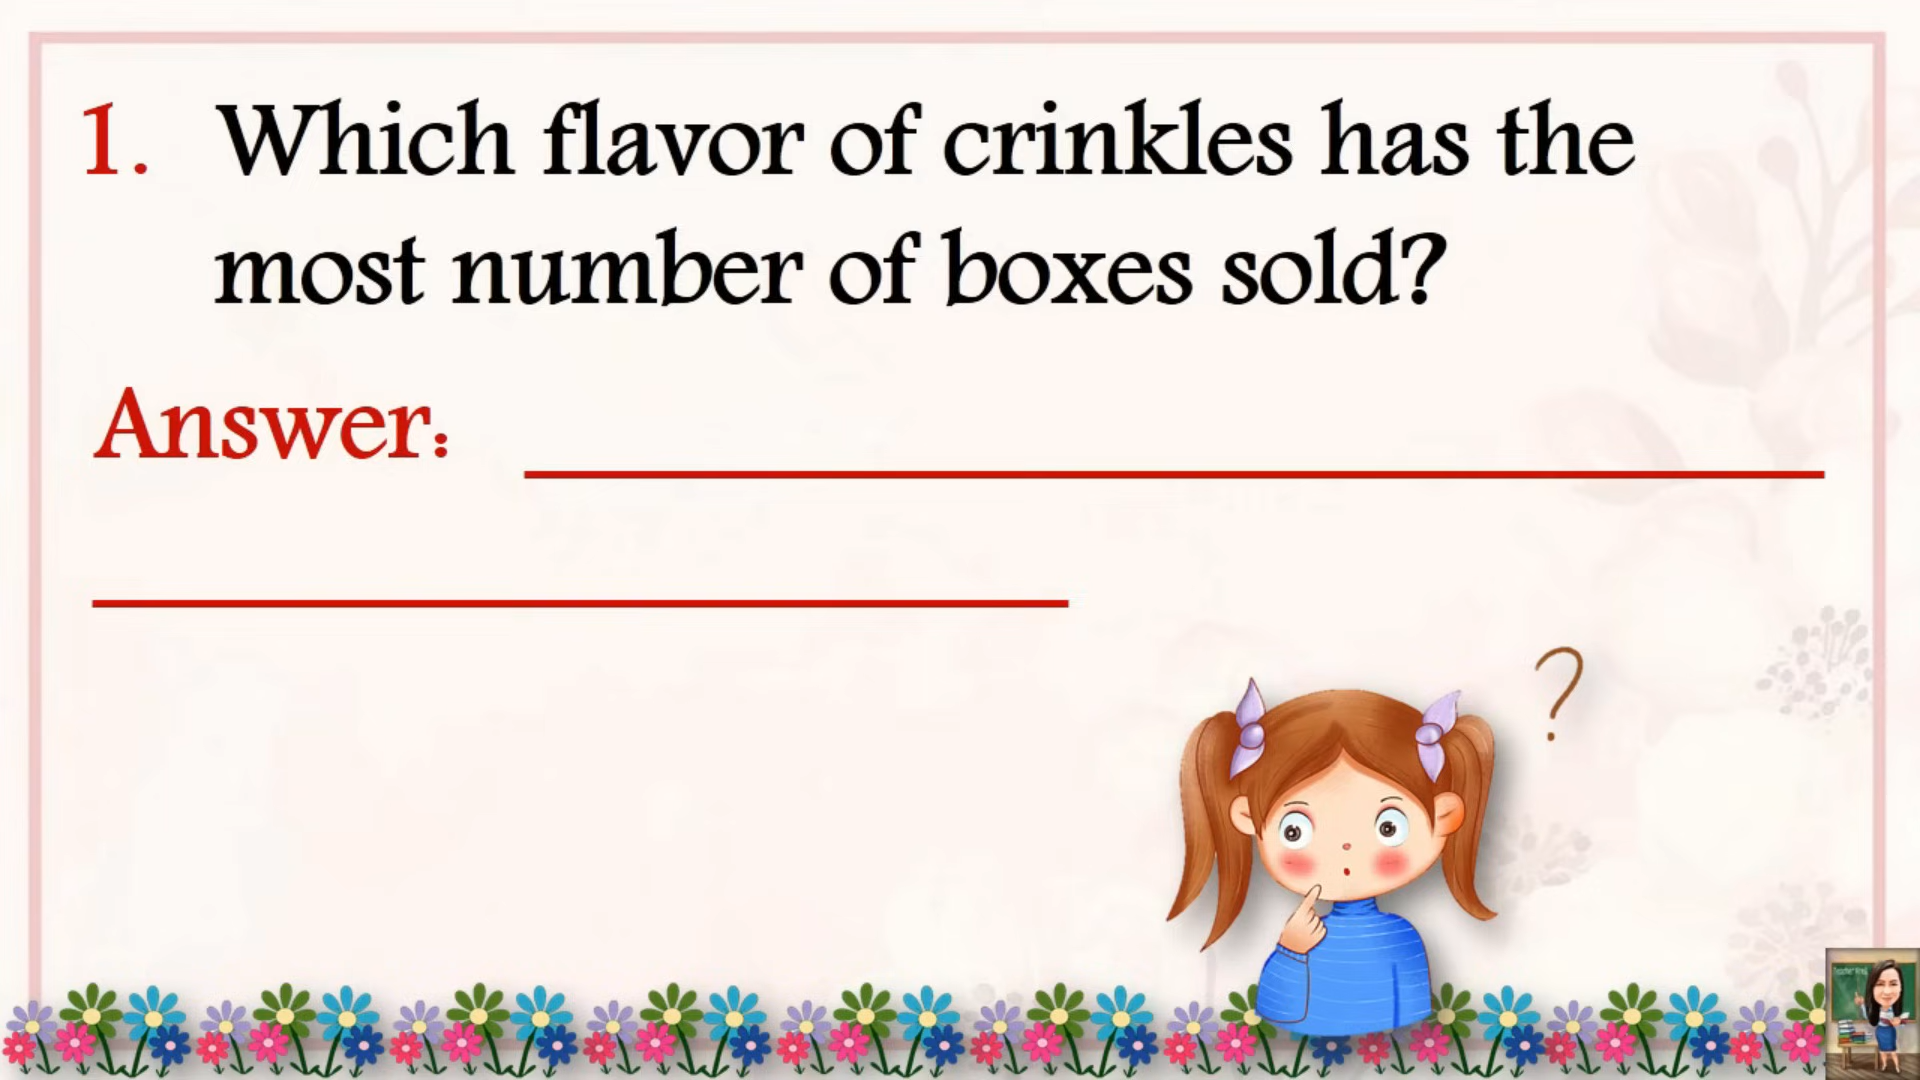 1. Which flavor of crinkles has the
most number of boxes sold?
Answer:
?